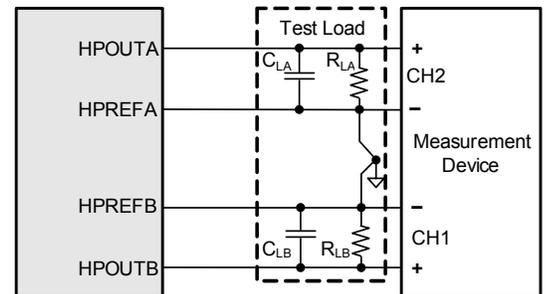 Test Load
HPOUTA
+
CLA
RLA
CH2
HPREFA
−
Measurement
Device
HPREFB
−
CLB
RLB
CH1
HPOUTB
+